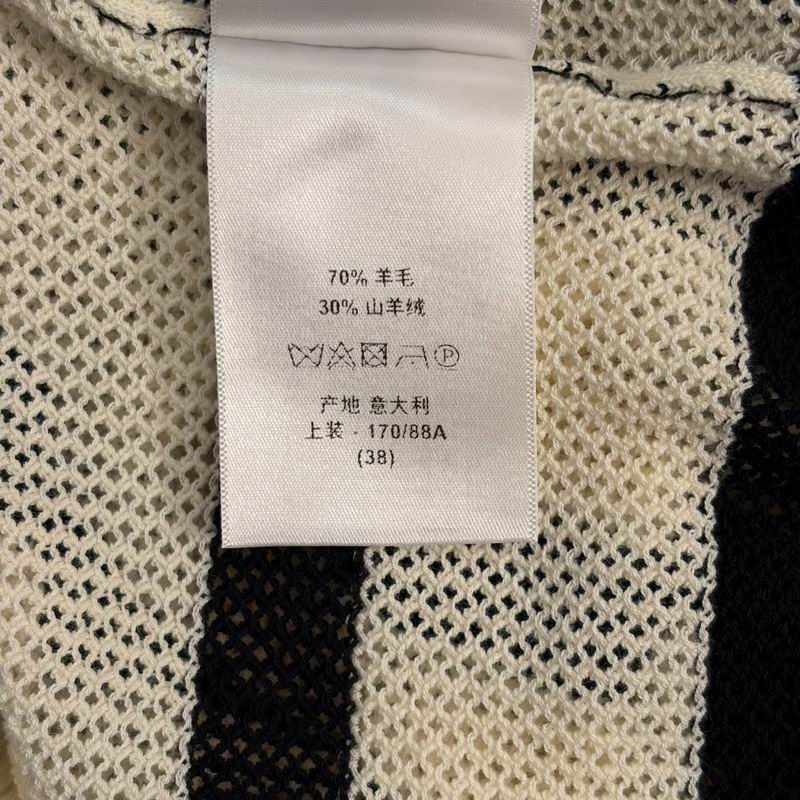 70% 羊毛
30% 山羊绒
P
产地 意大利
上装 - 170/88A
(38)